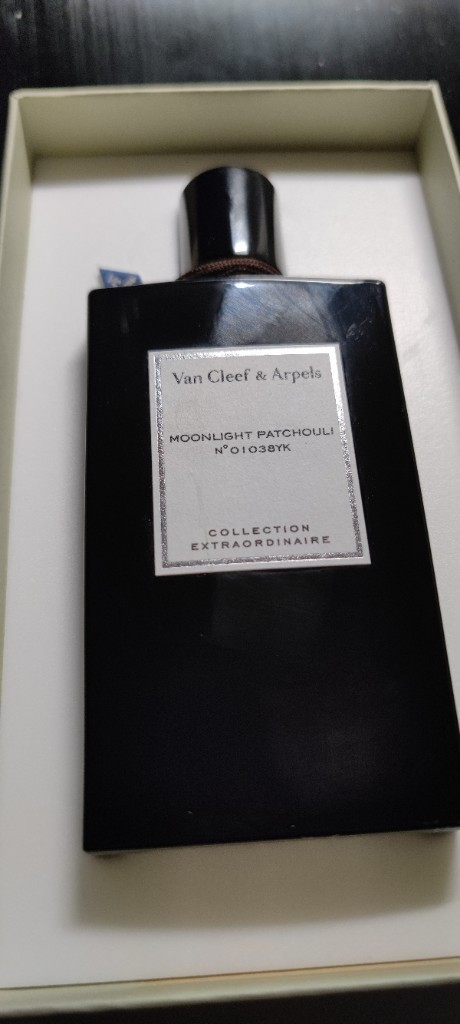 Van Cleef & Arpels
MOONLIGHT PATCHOULI
N°01038YK
COLLECTION
EXTRAORDINAIRE